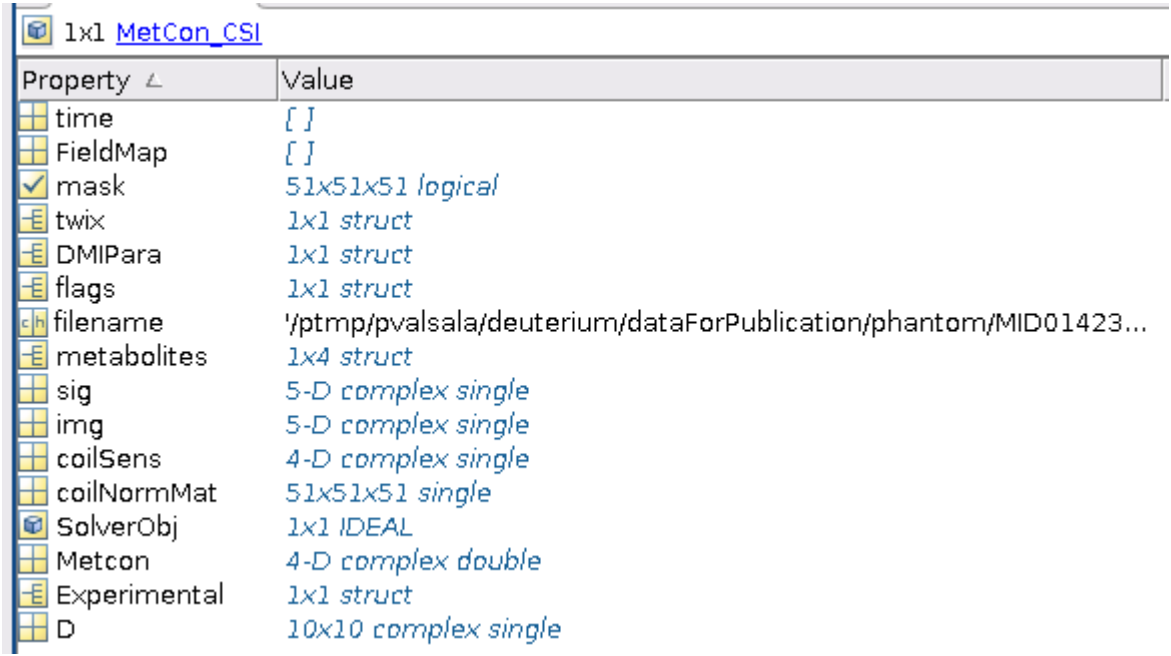 1x1 MetCon_CSI
Property Value
time [ ]
FieldMap [ ]
mask 51x51x51 logical
twix 1x1 struct
DMIPara 1x1 struct
flags 1x1 struct
ch filename '/ptmp/pvalsala/deuterium/dataForPublication/phantom/MID01423...
metabolites 1x4 struct
sig 5-D complex single
img 5-D complex single
coilSens 4-D complex single
coilNormMat 51x51x51 single
SolverObj 1x1 IDEAL
Metcon 4-D complex double
Experimental 1x1 struct
D 10x10 complex single